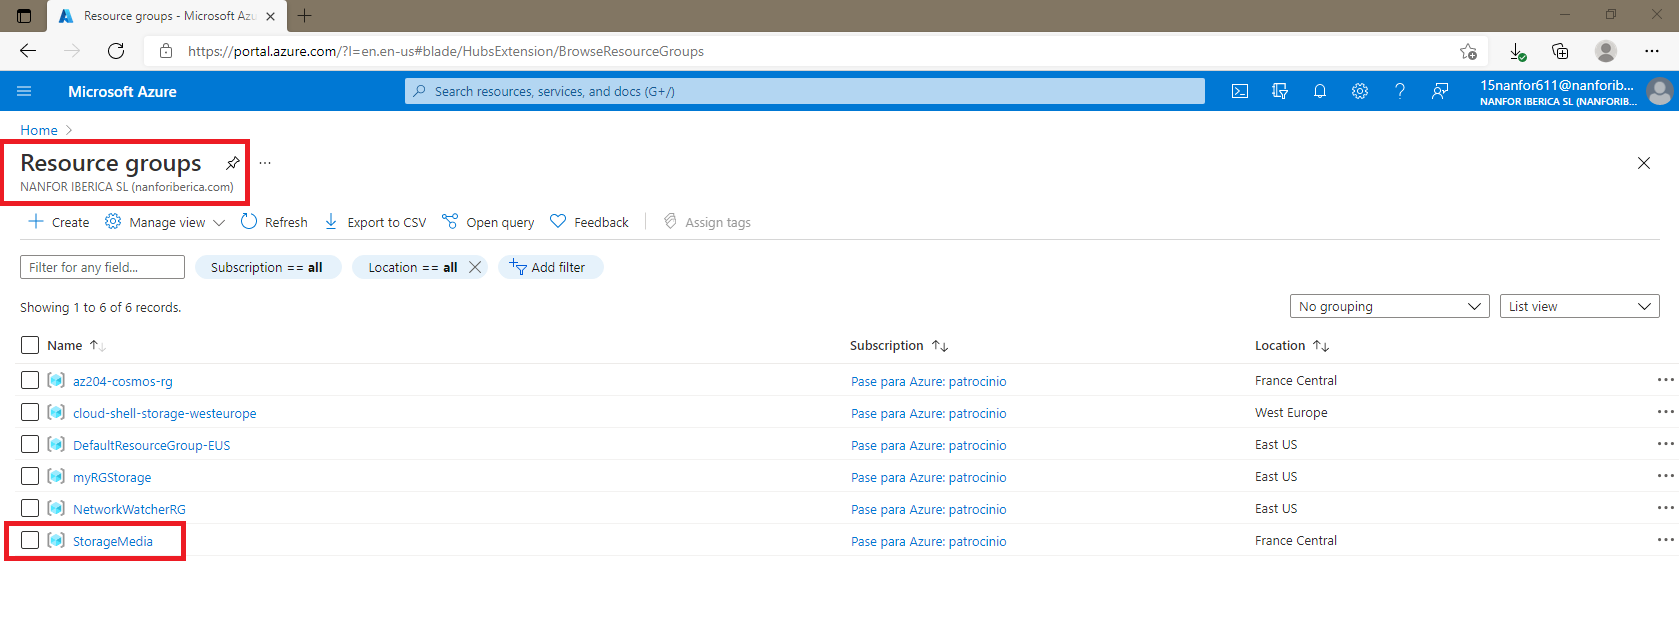 Resource groups - Microsoft Azu
https://portal.azure.com/?l=en.en-us#blade/HubsExtension/BrowseResourceGroups
Microsoft Azure
Search resources, services, and docs (G+/)
15nanfor611@nanforib...
NANFOR IBERICA SL (NANFORIB...
Home
Resource groups
NANFOR IBERICA SL (nanforiberica.com)
Create
Manage view
Refresh
Export to CSV
Open query
Feedback
Assign tags
Filter for any field...
Subscription == all
Location == all
Add filter
Showing 1 to 6 of 6 records.
No grouping
List view
Name
Subscription
Location
az204-cosmos-rg
Pase para Azure: patrocinio
France Central
cloud-shell-storage-westeurope
Pase para Azure: patrocinio
West Europe
DefaultResourceGroup-EUS
Pase para Azure: patrocinio
East US
myRGStorage
Pase para Azure: patrocinio
East US
NetworkWatcherRG
Pase para Azure: patrocinio
East US
StorageMedia
Pase para Azure: patrocinio
France Central